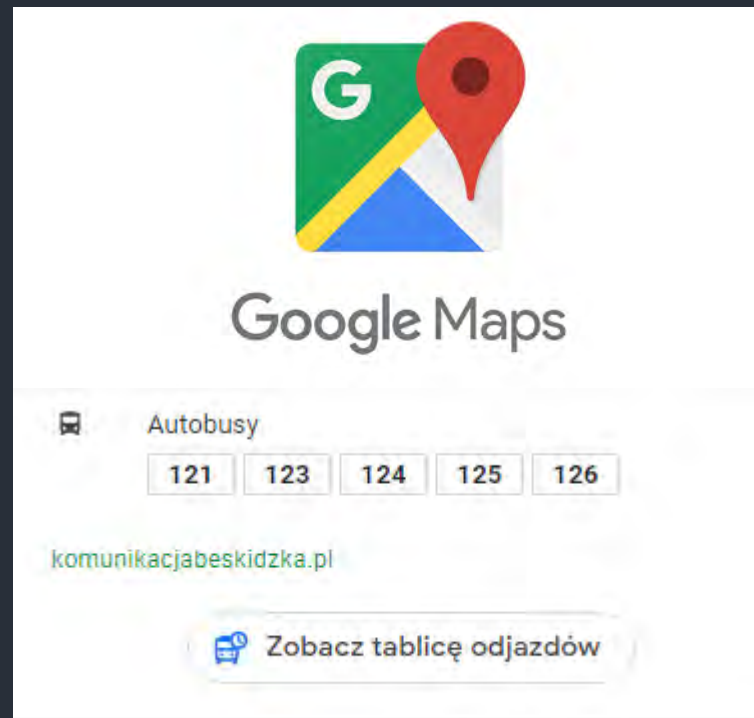 G
Google Maps
Autobusy
121 123 124 125 126
komunikacjabeskidzka.pl
Zobacz tablicę odjazdów